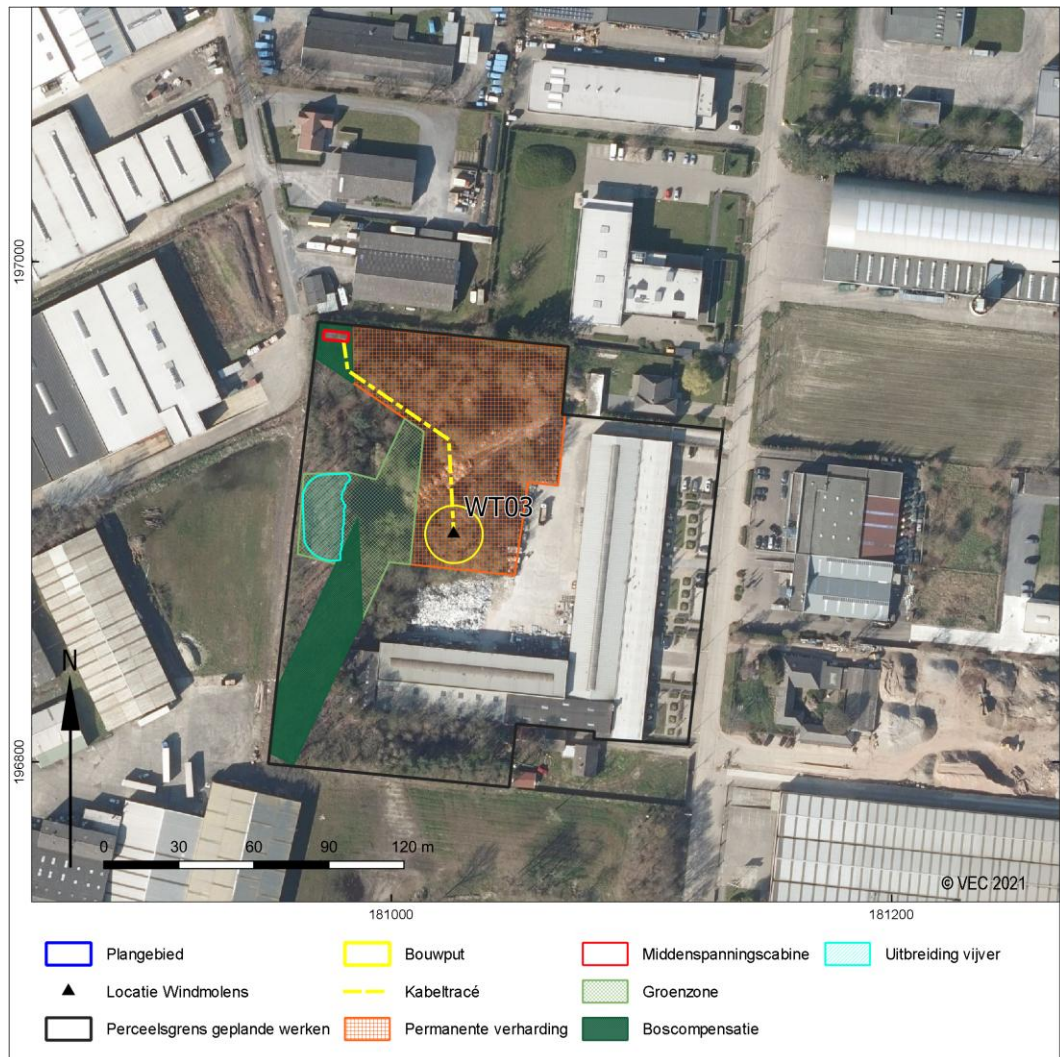 197000
WT03
N
196800
0 30 60 90 120 m
© VEC 2021
181000 181200
Plangebied Bouwput Middenspanningscabine Uitbreiding vijver
Locatie Windmolens Kabeltracé Groenzone
Perceelsgrens geplande werken Permanente verharding Boscompensatie